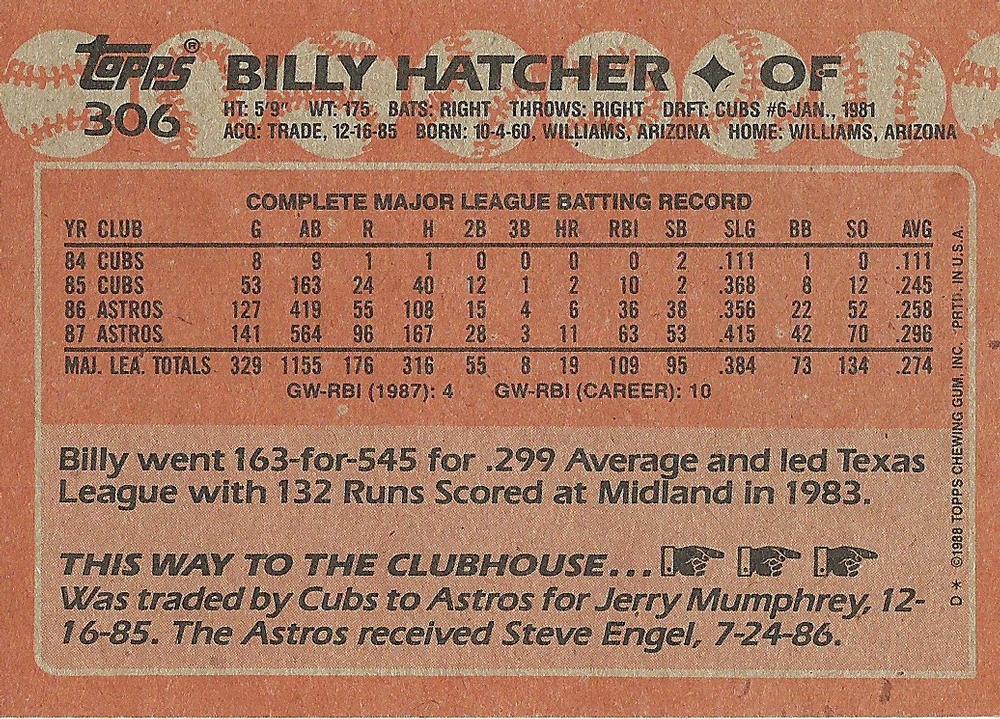 Topps® BILLY HATCHER ✦ OF
306
HT: 5'9" WT: 175 BATS: RIGHT THROWS: RIGHT DRFT: CUBS #6-JAN., 1981
ACQ: TRADE, 12-16-85 BORN: 10-4-60, WILLIAMS, ARIZONA HOME: WILLIAMS, ARIZONA
COMPLETE MAJOR LEAGUE BATTING RECORD
YR CLUB G AB R H 2B 3B HR RBI SB SLG BB SO AVG
84 CUBS 8 9 1 1 0 0 0 0 2 .111 1 0 .111
85 CUBS 53 163 24 40 12 1 2 10 2 .368 8 12 .245
86 ASTROS 127 419 55 108 15 4 6 36 38 .356 22 52 .258
87 ASTROS 141 564 96 167 28 3 11 63 53 .415 42 70 .296
MAJ. LEA. TOTALS 329 1155 176 316 55 8 19 109 95 .384 73 134 .274
GW-RBI (1987): 4 GW-RBI (CAREER): 10
Billy went 163-for-545 for .299 Average and led Texas
League with 132 Runs Scored at Midland in 1983.
THIS WAY TO THE CLUBHOUSE...
Was traded by Cubs to Astros for Jerry Mumphrey, 12-
16-85. The Astros received Steve Engel, 7-24-86.
D* ©1988 TOPPS CHEWING GUM, INC. PRTD. IN U.S.A.